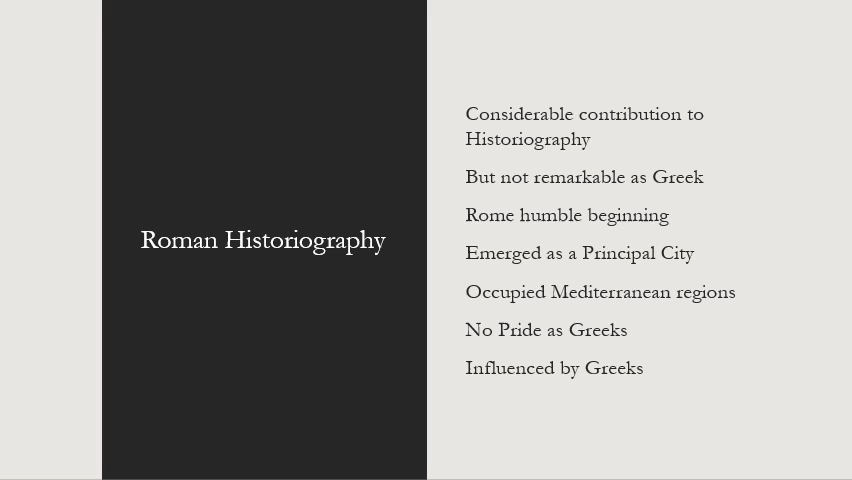 Roman Historiography
Considerable contribution to
Historiography
But not remarkable as Greek
Rome humble beginning
Emerged as a Principal City
Occupied Mediterranean regions
No Pride as Greeks
Influenced by Greeks